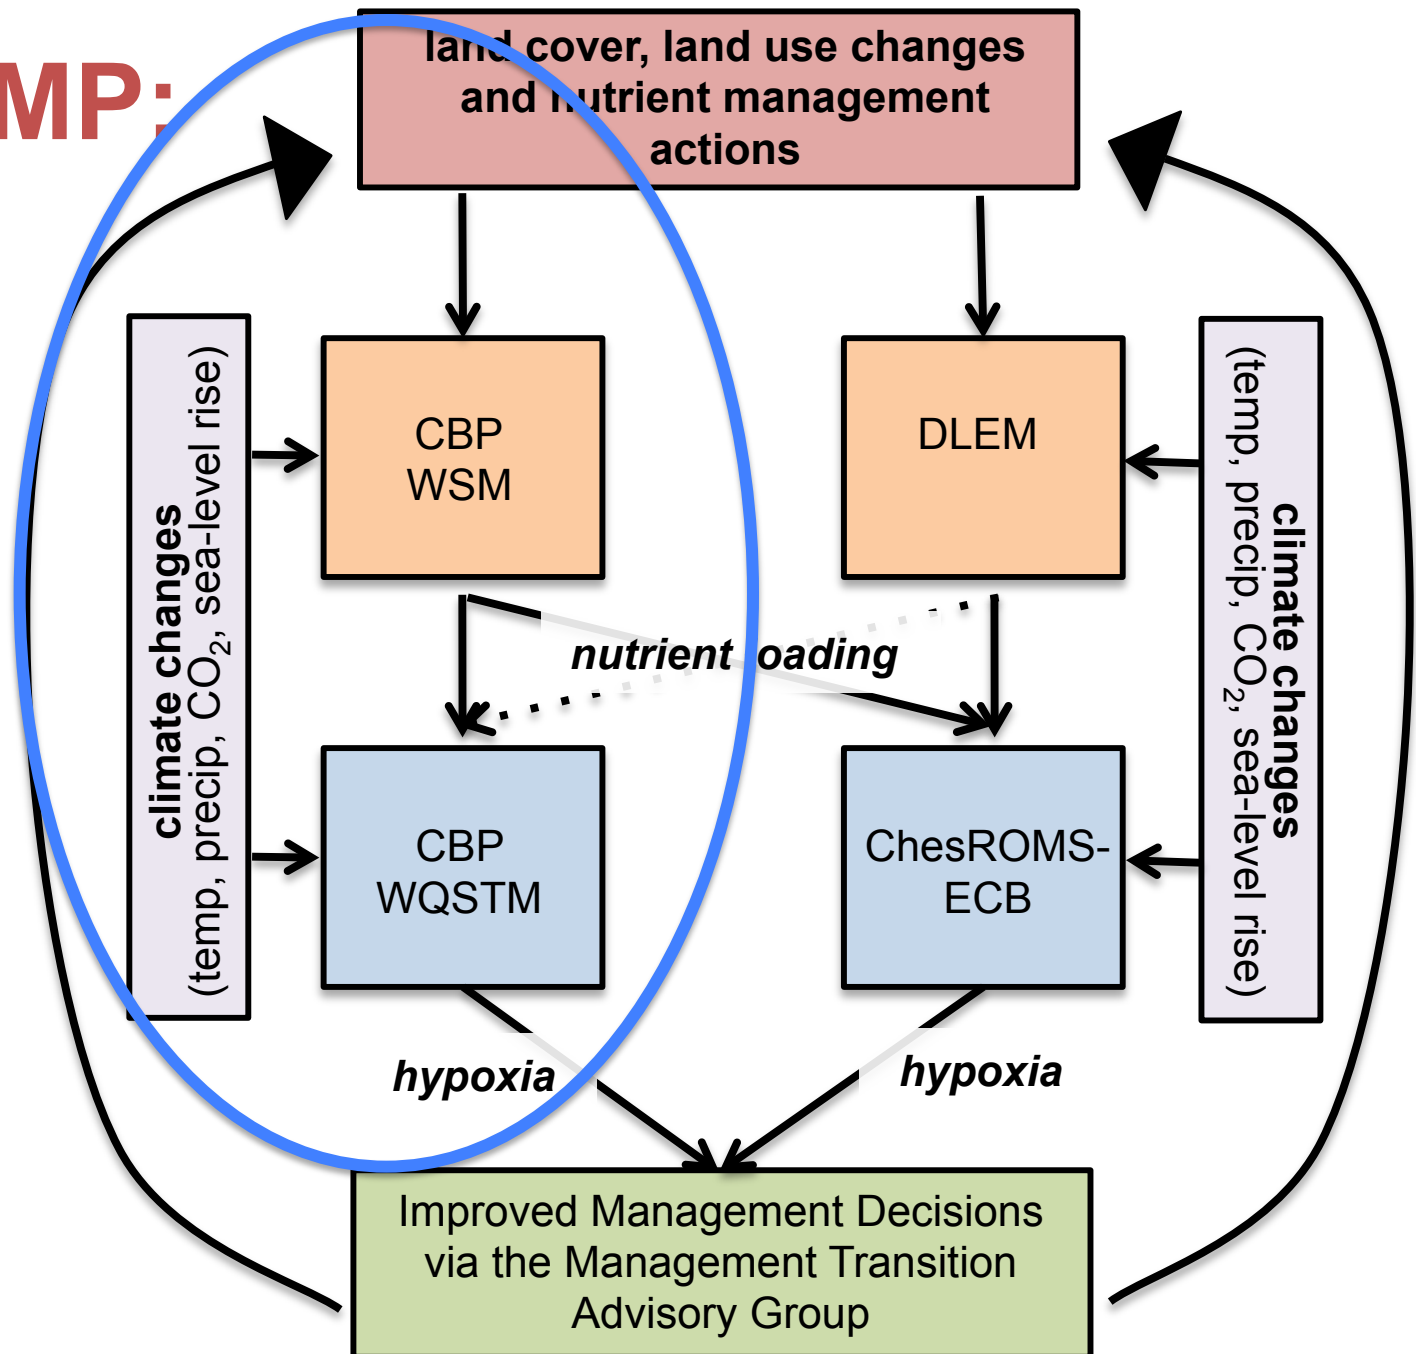 MP:
land cover, land use changes
and nutrient management
actions
climate changes
(temp, precip, CO₂, sea-level rise)
CBP
WSM
DLEM
climate changes
(temp, precip, CO₂, sea-level rise)
nutrient oading
CBP
WQSTM
ChesROMS-
ECB
hypoxia
hypoxia
Improved Management Decisions
via the Management Transition
Advisory Group